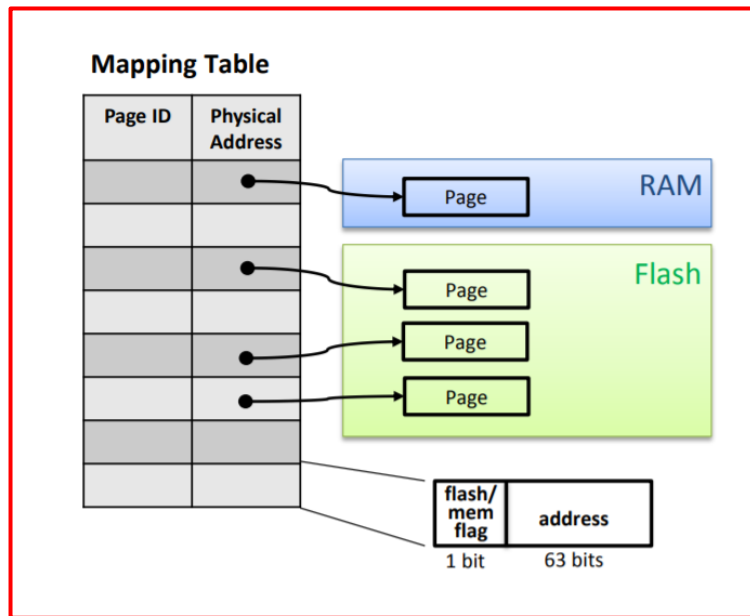 Mapping Table
Page ID
Physical
Address
RAM
Page
Flash
Page
Page
Page
flash/
mem
flag
address
1 bit
63 bits